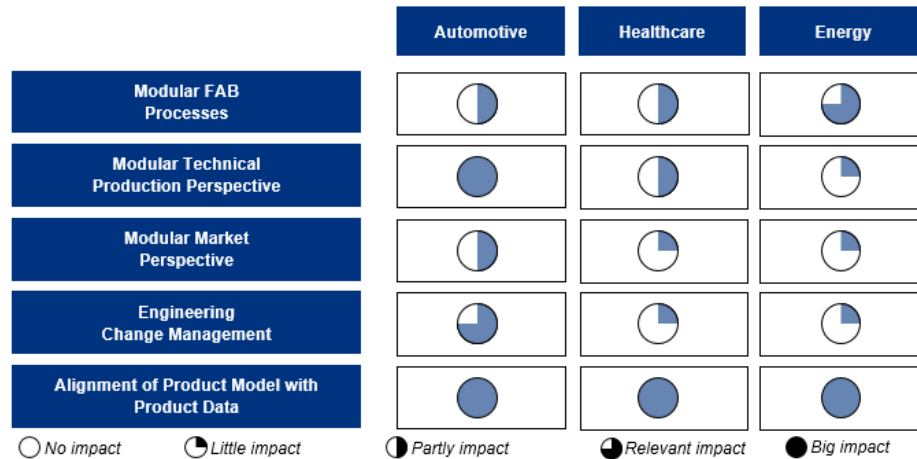 Automotive
Healthcare
Energy
Modular FAB
Processes
Modular Technical
Production Perspective
Modular Market
Perspective
Engineering
Change Management
Alignment of Product Model with
Product Data
No impact
Little impact
Partly impact
Relevant impact
Big impact